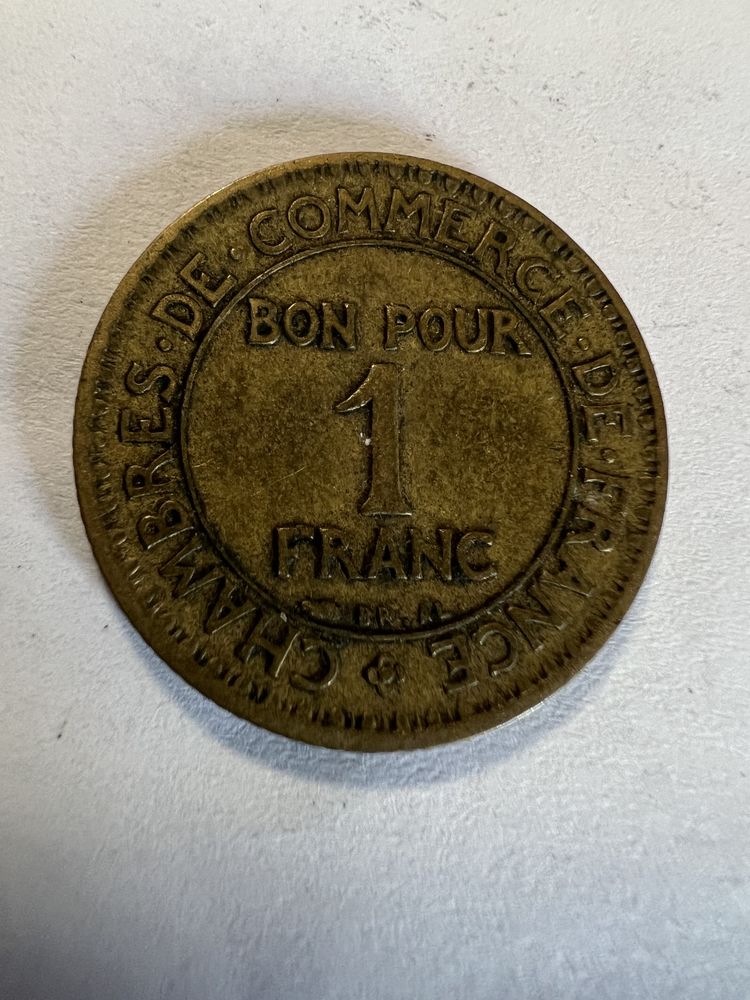 CHAMBRES·DE·COMMERCE·DE·FRANCE
BON POUR
1
FRANC